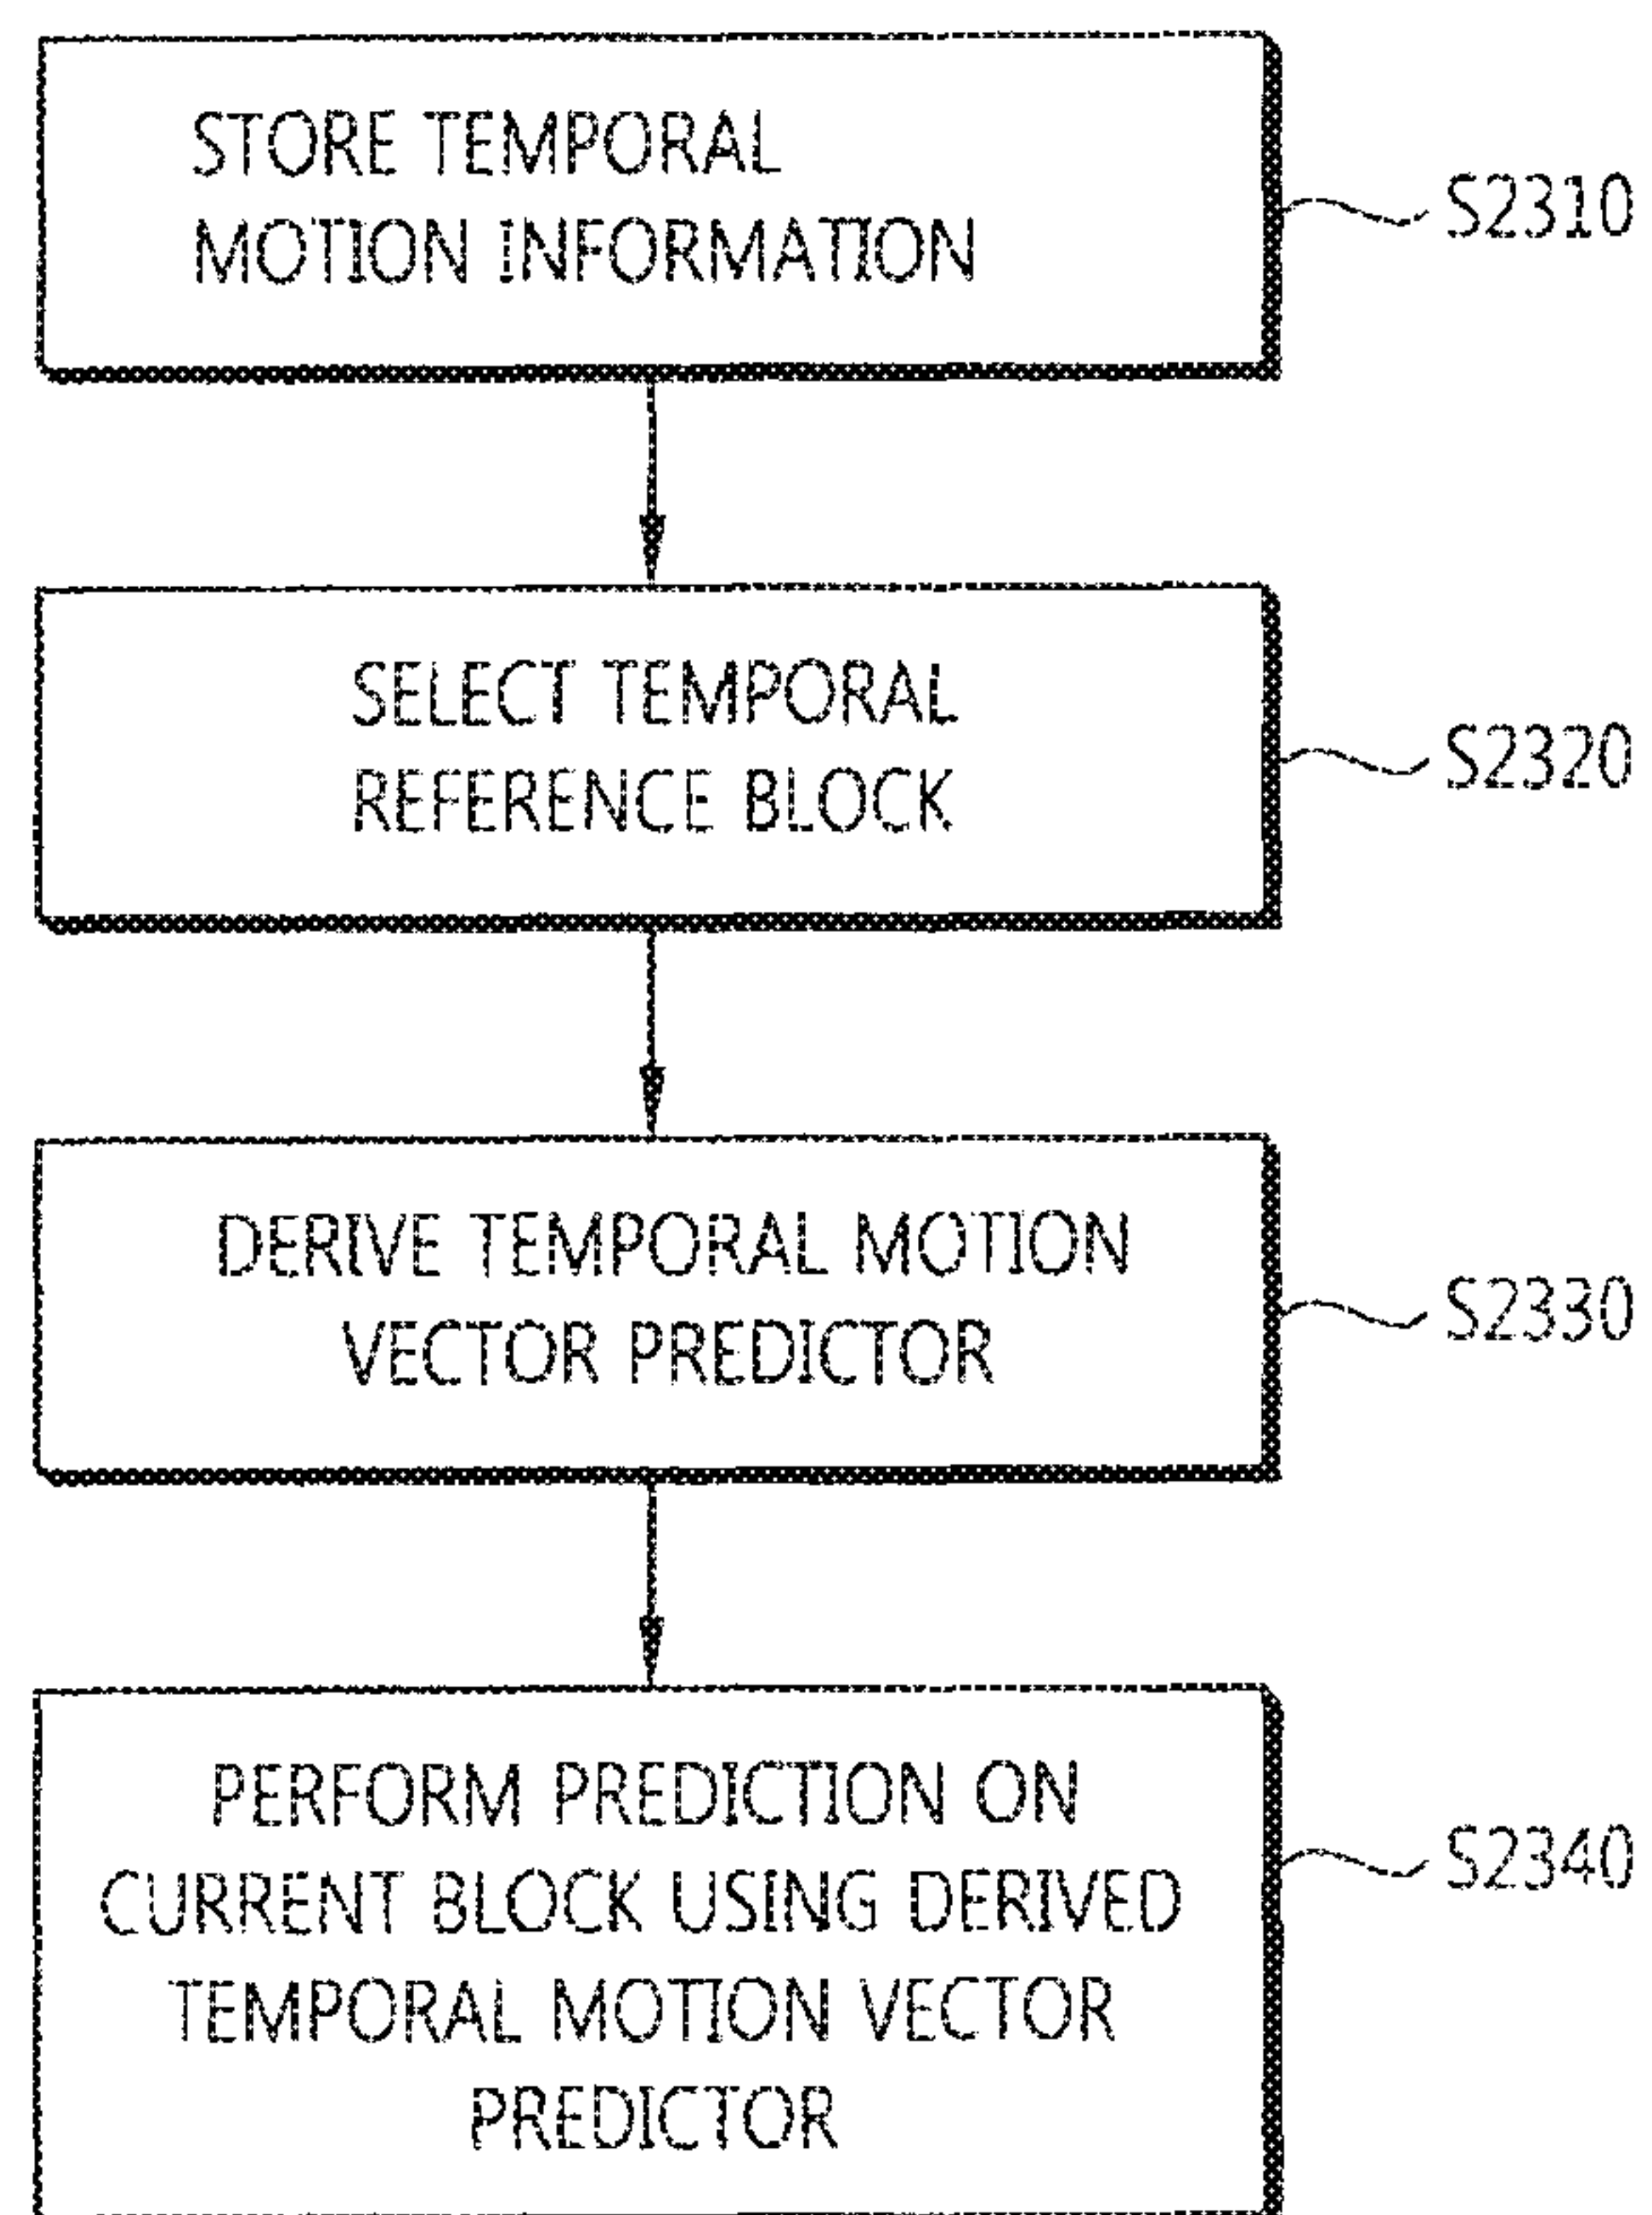 STORE TEMPORAL
MOTION INFORMATION
S2310
SELECT TEMPORAL
REFERENCE BLOCK
S2320
DERIVE TEMPORAL MOTION
VECTOR PREDICTOR
S2330
PERFORM PREDICTION ON
CURRENT BLOCK USING DERIVED
TEMPORAL MOTION VECTOR
PREDICTOR
S2340